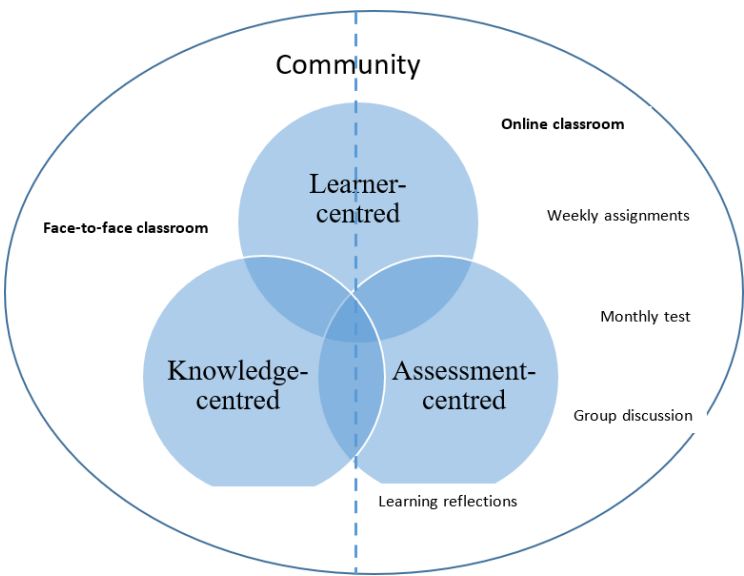 Community
Online classroom
Learner-
centred
Face-to-face classroom
Weekly assignments
Monthly test
Knowledge-
centred
Assessment-
centred
Group discussion
Learning reflections